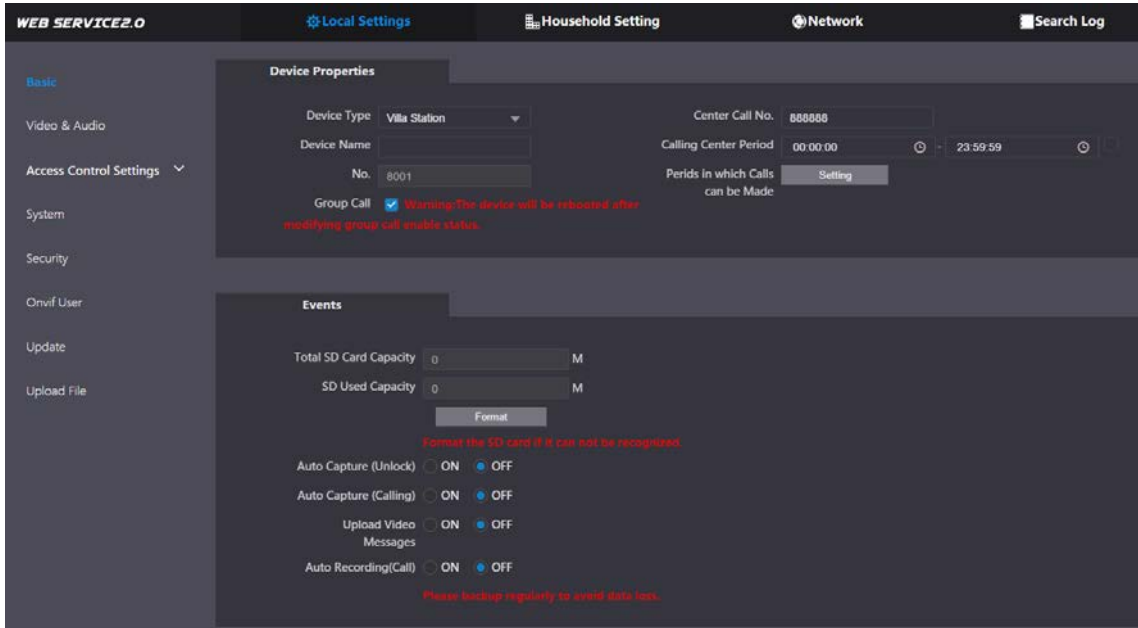 WEB SERVICE2.0
Local Settings
Household Setting
Network
Search Log
Basic
Video & Audio
Access Control Settings
System
Security
Onvif User
Update
Upload File
Device Properties
Device Type Villa Station
Device Name
No. 8001
Group Call Warning:The device will be rebooted after
modifying group call enable status.
Center Call No. 888888
Calling Center Period 00:00:00 - 23:59:59
Perids in which Calls Setting
can be Made
Events
Total SD Card Capacity 0 M
SD Used Capacity 0 M
Format
Format the SD card if it can not be recognized.
Auto Capture (Unlock) ON OFF
Auto Capture (Calling) ON OFF
Upload Video ON OFF
Messages
Auto Recording(Call) ON OFF
Please backup regularly to avoid data loss.